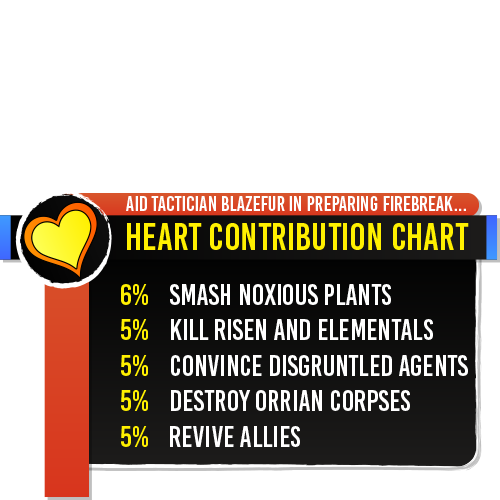 AID TACTICIAN BLAZEFUR IN PREPARING FIREBREAK...
HEART CONTRIBUTION CHART
6% SMASH NOXIOUS PLANTS
5% KILL RISEN AND ELEMENTALS
5% CONVINCE DISGRUNTLED AGENTS
5% DESTROY ORRIAN CORPSES
5% REVIVE ALLIES